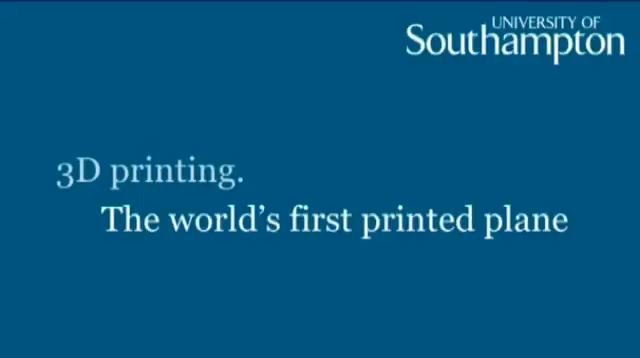 UNIVERSITY OF
Southampton
3D printing.
The world's first printed plane